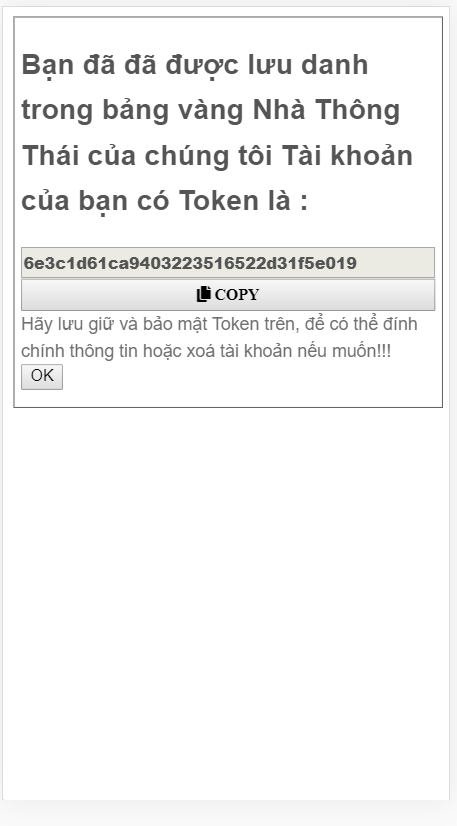 Bạn đã đã được lưu danh
trong bảng vàng Nhà Thông
Thái của chúng tôi Tài khoản
của bạn có Token là :
6e3c1d61ca9403223516522d31f5e019
COPY
Hãy lưu giữ và bảo mật Token trên, để có thể đính
chính thông tin hoặc xoá tài khoản nếu muốn!!!
OK